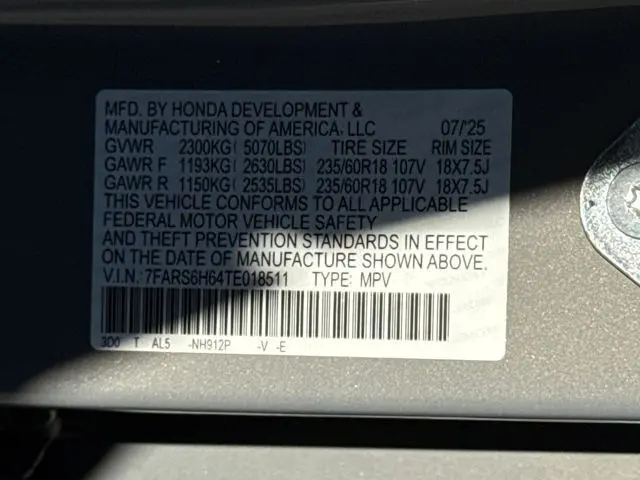 MFD. BY HONDA DEVELOPMENT &
MANUFACTURING OF AMERICA, LLC 07/'25
GVWR 2300KG( 5070LBS) TIRE SIZE RIM SIZE
GAWR F 1193KG( 2630LBS) 235/60R18 107V 18X7.5J
GAWR R 1150KG( 2535LBS) 235/60R18 107V 18X7.5J
THIS VEHICLE CONFORMS TO ALL APPLICABLE
FEDERAL MOTOR VEHICLE SAFETY
AND THEFT PREVENTION STANDARDS IN EFFECT
ON THE DATE OF MANUFACTURE SHOWN ABOVE.
V.I.N.:7FARS6H64TE018511 TYPE: MPV
3D0 T AL5 -NH912P -V -E